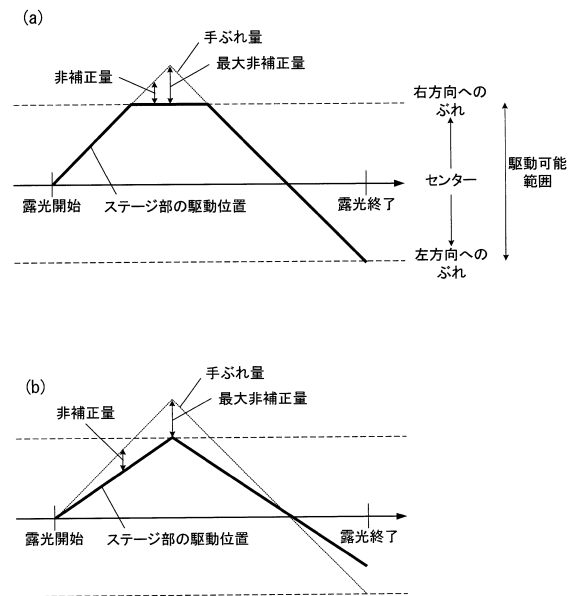 (a)
手ぶれ量
非補正量
最大非補正量
右方向への
ぶれ
駆動可能
範囲
センター
露光開始
ステージ部の駆動位置
露光終了
左方向への
ぶれ
(b)
手ぶれ量
最大非補正量
非補正量
露光開始
ステージ部の駆動位置
露光終了